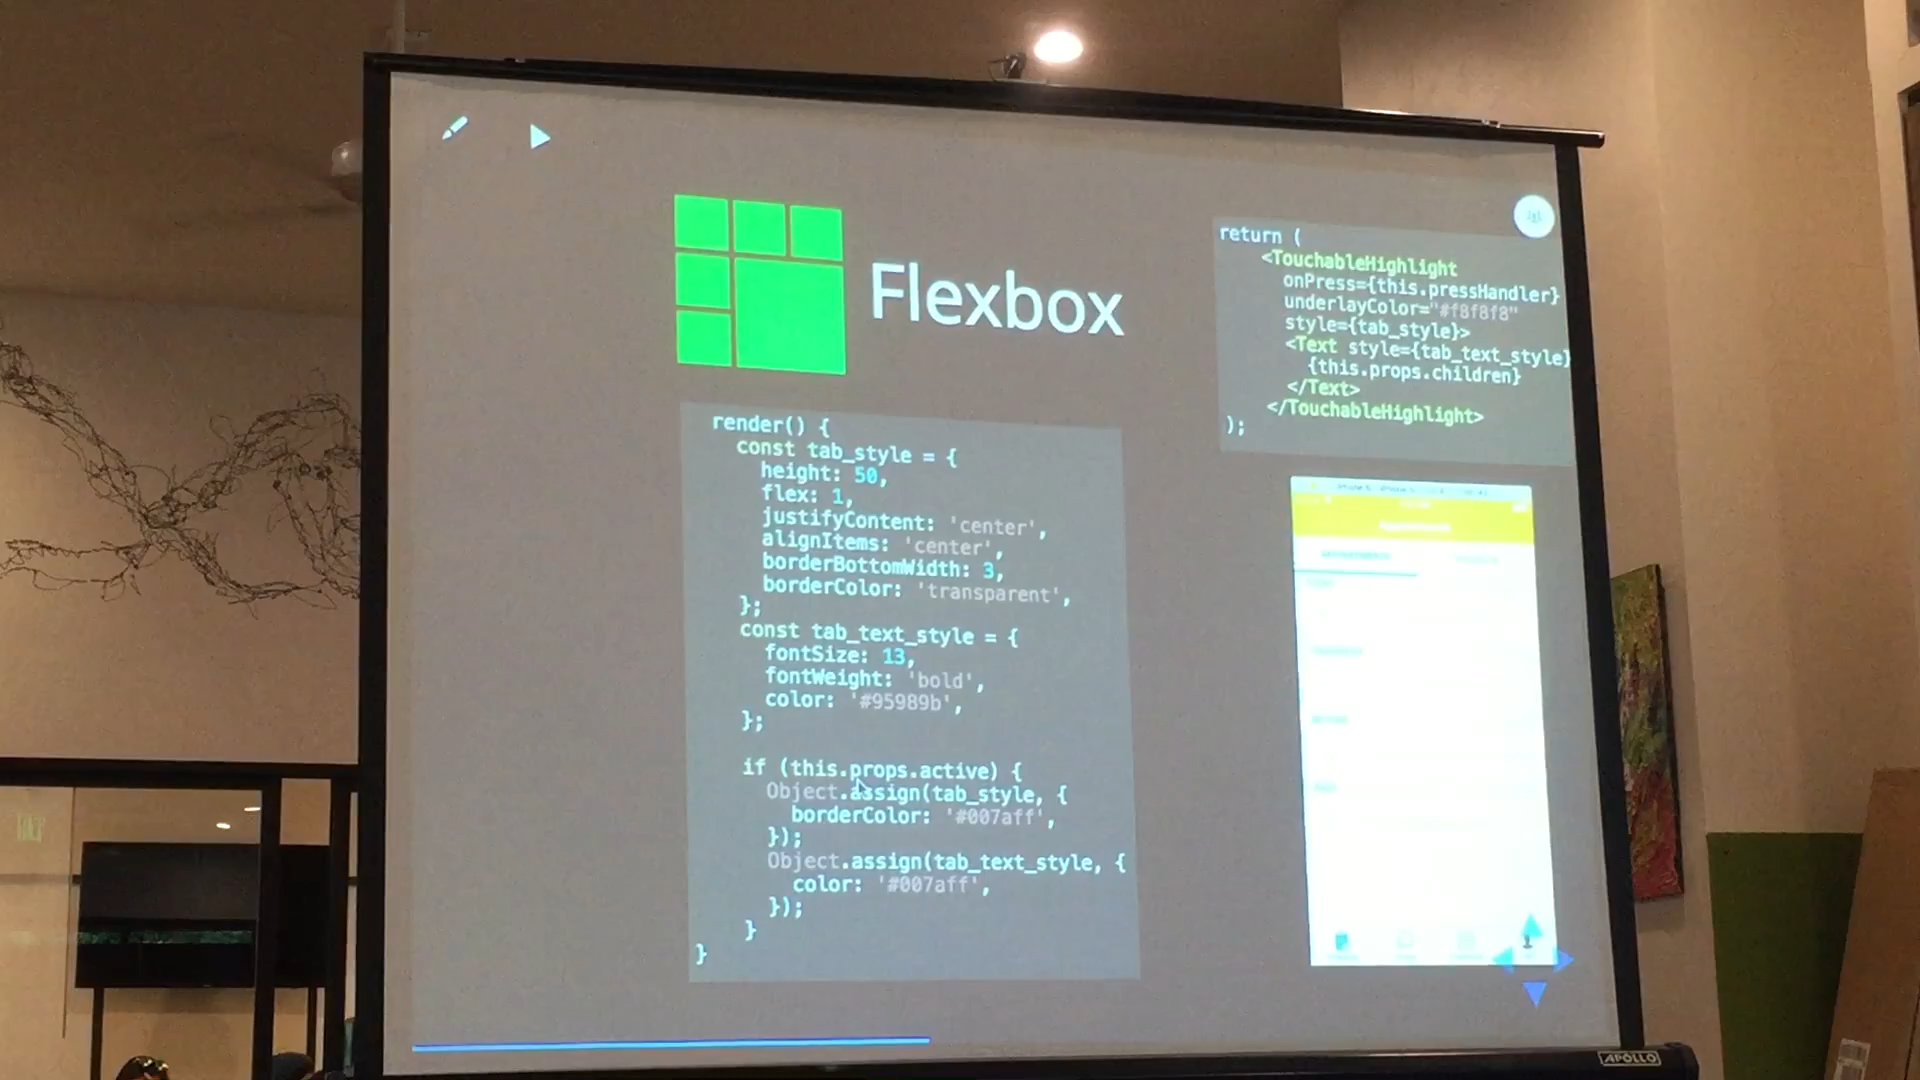 Flexbox
return (
<TouchableHighlight
onPress={this.pressHandler}
underlayColor="#f8f8f8"
style={tab_style}>
<Text style={tab_text_style}
{this.props.children}
</Text>
</TouchableHighlight>
);
render() {
const tab_style = {
height: 50,
flex: 1,
justifyContent: 'center',
alignItems: 'center',
borderBottomWidth: 3,
borderColor: 'transparent',
};
const tab_text_style = {
fontSize: 13,
fontWeight: 'bold',
color: '#95989b',
};
if (this.props.active) {
Object.assign(tab_style, {
borderColor: '#007aff',
});
Object.assign(tab_text_style, {
color: '#007aff',
});
}
}
APOLLO